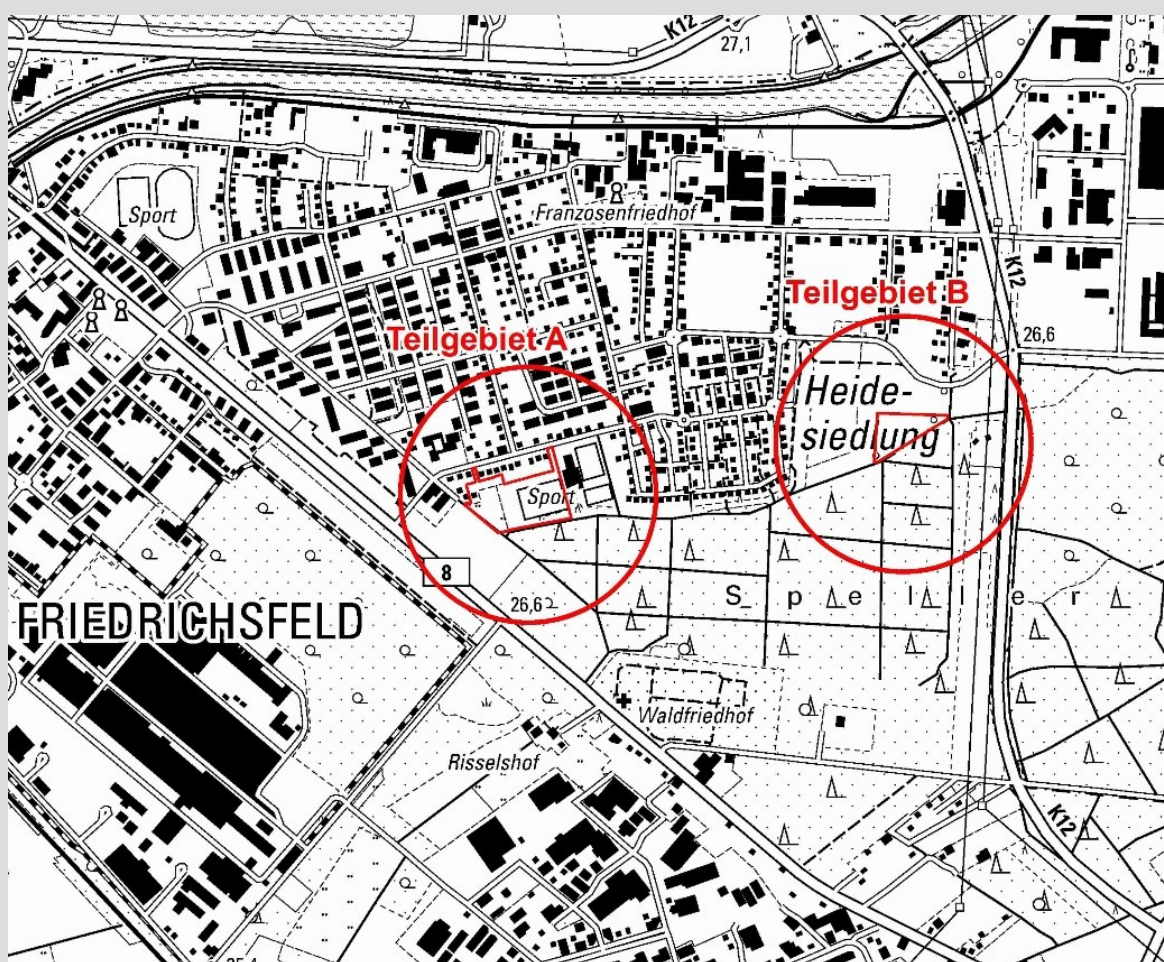 K12
27,1
Sport
Franzosenfriedhof
K12
Teilgebiet B
26,6
Teilgebiet A
Heide-
siedlung
Sport
8
26,6
S p e l l e r
FRIEDRICHSFELD
Waldfriedhof
Risselshof
K12